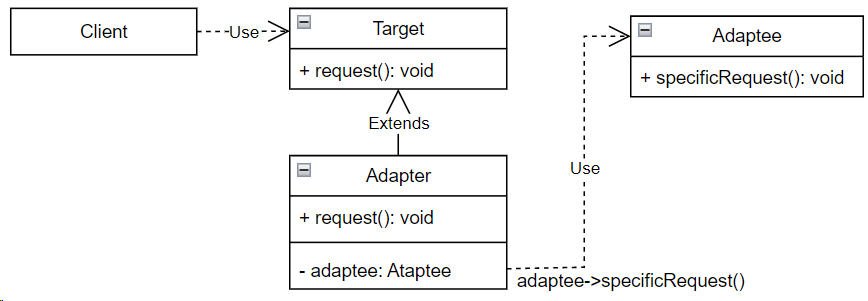 Client
Use
Target
+ request(): void
Extends
Adapter
+ request(): void
- adaptee: Ataptee
Adaptee
+ specificRequest(): void
Use
adaptee->specificRequest()